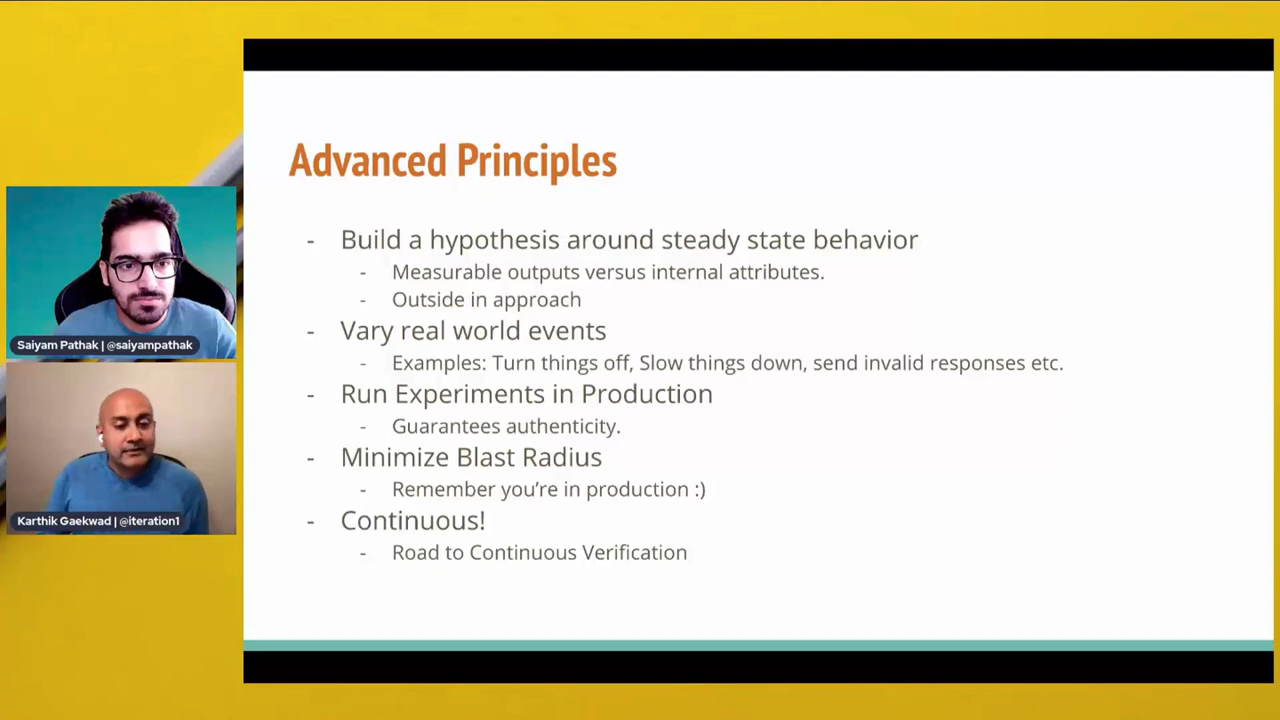 Advanced Principles
- Build a hypothesis around steady state behavior
- Measurable outputs versus internal attributes.
- Outside in approach
- Vary real world events
- Examples: Turn things off, Slow things down, send invalid responses etc.
- Run Experiments in Production
- Guarantees authenticity.
- Minimize Blast Radius
- Remember you're in production :)
- Continuous!
- Road to Continuous Verification
Saiyam Pathak | @saiyampathak
Karthik Gaekwad | @iteration1